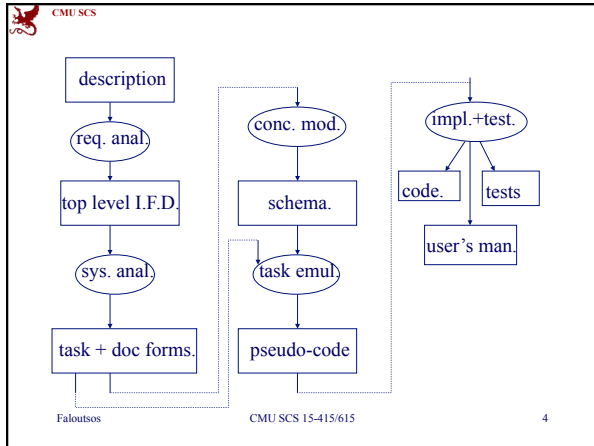 CMU SCS
description
req. anal.
top level I.F.D.
sys. anal.
task + doc forms.
conc. mod.
schema.
task emul.
pseudo-code
impl.+test.
code.
tests
user's man.
Faloutsos
CMU SCS 15-415/615
4